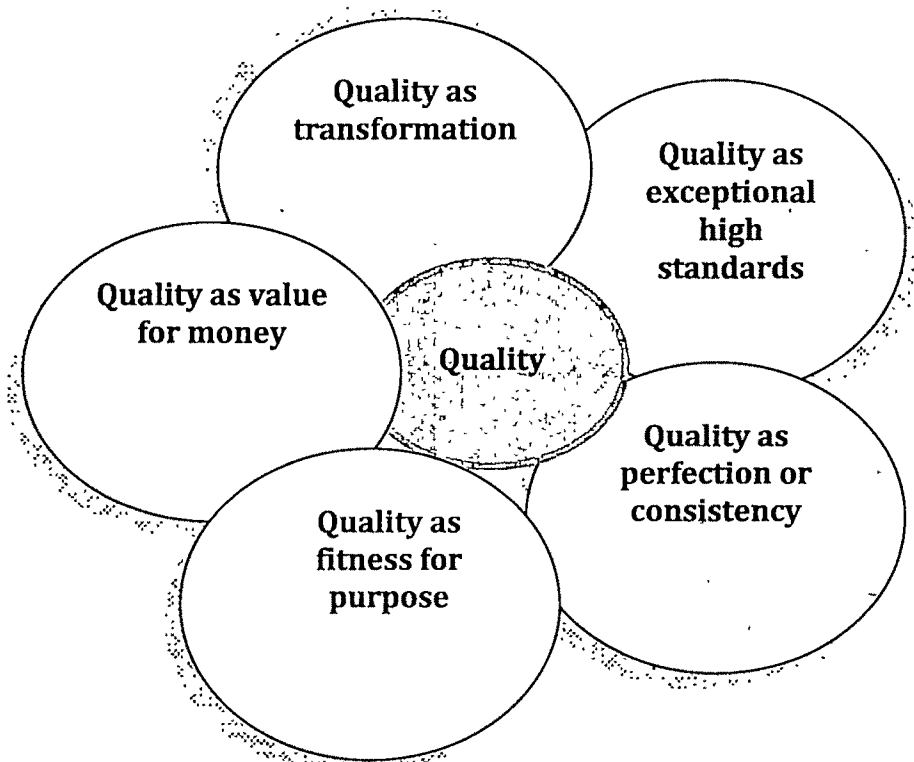 Quality as
transformation
Quality as
exceptional
high
standards
Quality as value
for money
Quality
Quality as
perfection or
consistency
Quality as
fitness for
purpose